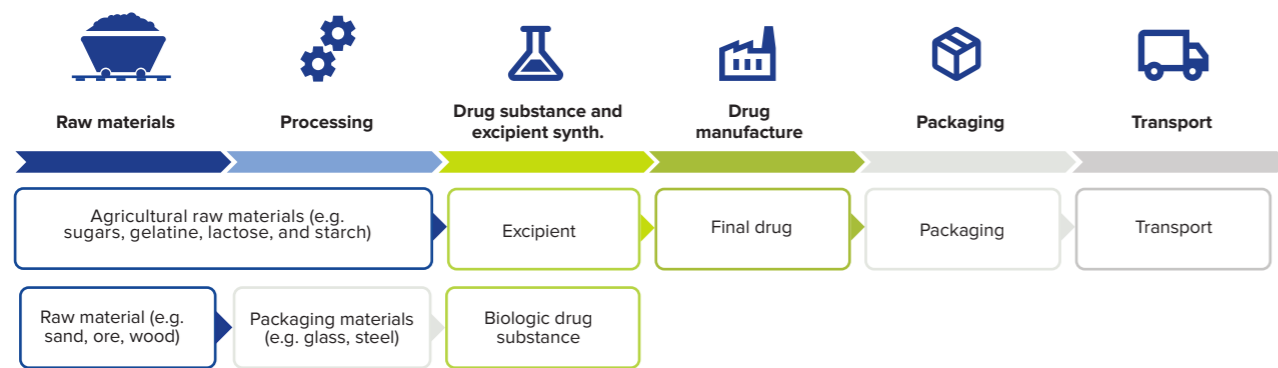 Raw materials
Processing
Drug substance and
excipient synth.
Drug
manufacture
Packaging
Transport
Agricultural raw materials (e.g.
sugars, gelatine, lactose, and starch)
Excipient
Final drug
Packaging
Transport
Raw material (e.g.
sand, ore, wood)
Packaging materials
(e.g. glass, steel)
Biologic drug
substance